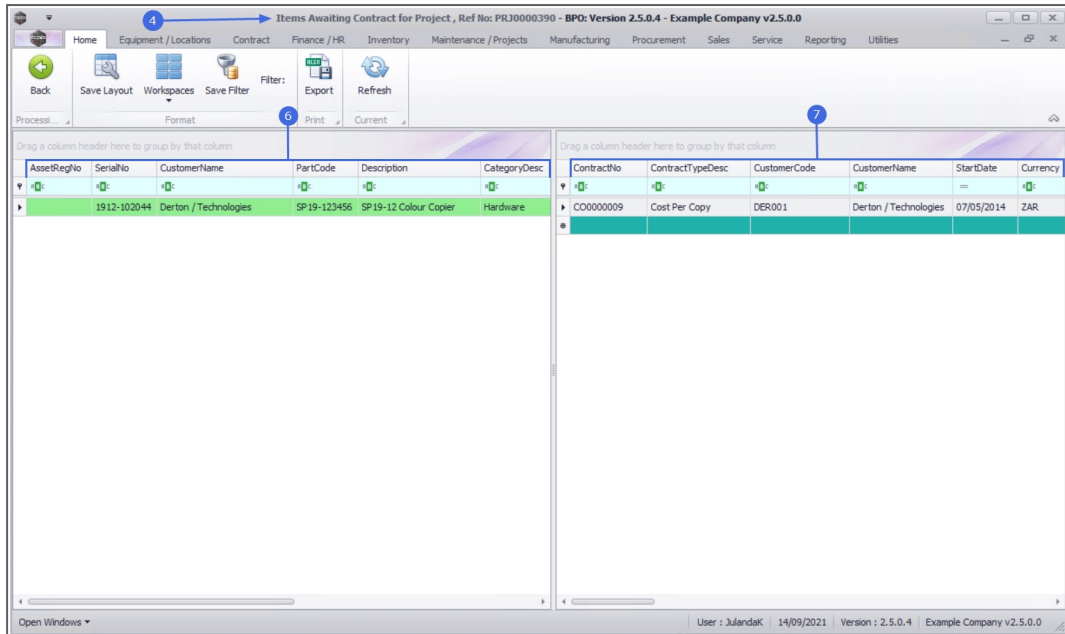 4
Items Awaiting Contract for Project , Ref No: PRJ0000390 - BPO: Version 2.5.0.4 - Example Company v2.5.0.0
Home Equipment / Locations Contract Finance / HR Inventory Maintenance / Projects Manufacturing Procurement Sales Service Reporting Utilities
Back Save Layout Workspaces Save Filter Filter: Export Refresh
Processi... Format 6 Print Current 7
Drag a column header here to group by that column Drag a column header here to group by that column
AssetRegNo SerialNo CustomerName PartCode Description CategoryDesc ContractNo ContractTypeDesc CustomerCode CustomerName StartDate Currency
1912-102044 Derton / Technologies SP19-123456 SP19-12 Colour Copier Hardware CO0000009 Cost Per Copy DER001 Derton / Technologies 07/05/2014 ZAR
Open Windows User : JulandaK 14/09/2021 Version : 2.5.0.4 Example Company v2.5.0.0